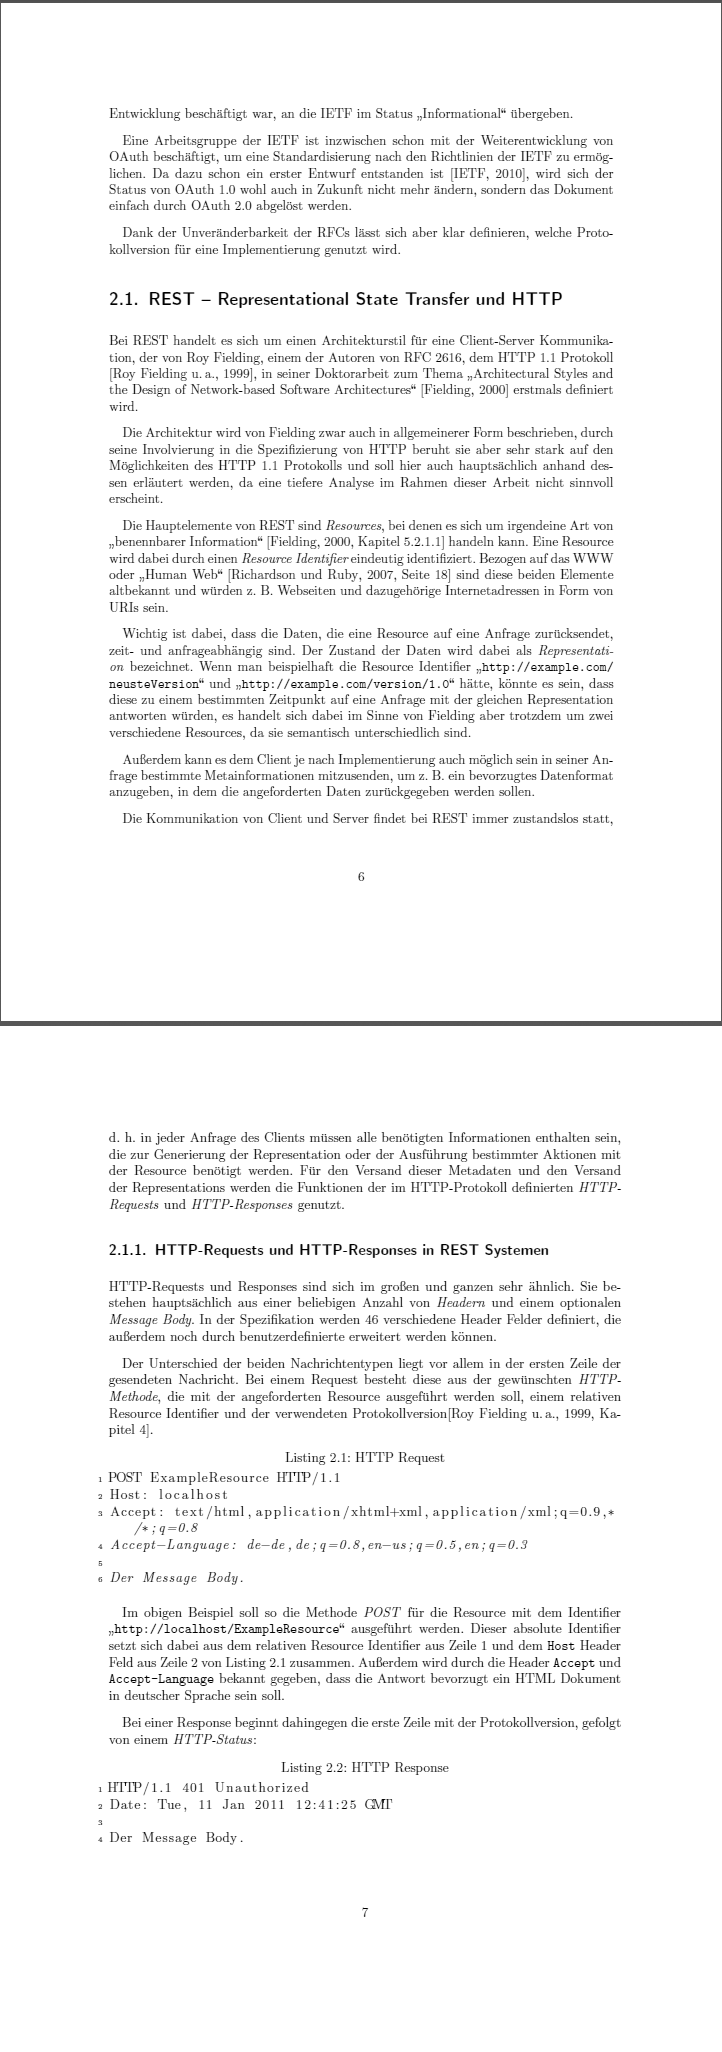 Entwicklung beschäftigt war, an die IETF im Status „Informational“ übergeben.
Eine Arbeitsgruppe der IETF ist inzwischen schon mit der Weiterentwicklung von
OAuth beschäftigt, um eine Standardisierung nach den Richtlinien der IETF zu ermög-
lichen. Da dazu schon ein erster Entwurf entstanden ist [IETF, 2010], wird sich der
Status von OAuth 1.0 wohl auch in Zukunft nicht mehr ändern, sondern das Dokument
einfach durch OAuth 2.0 abgelöst werden.
Dank der Unveränderbarkeit der RFCs lässt sich aber klar definieren, welche Proto-
kollversion für eine Implementierung genutzt wird.
2.1. REST – Representational State Transfer und HTTP
Bei REST handelt es sich um einen Architekturstil für eine Client-Server Kommunika-
tion, der von Roy Fielding, einem der Autoren von RFC 2616, dem HTTP 1.1 Protokoll
[Roy Fielding u. a., 1999], in seiner Doktorarbeit zum Thema „Architectural Styles and
the Design of Network-based Software Architectures“ [Fielding, 2000] erstmals definiert
wird.
Die Architektur wird von Fielding zwar auch in allgemeinerer Form beschrieben, durch
seine Involvierung in die Spezifizierung von HTTP beruht sie aber sehr stark auf den
Möglichkeiten des HTTP 1.1 Protokolls und soll hier auch hauptsächlich anhand des-
sen erläutert werden, da eine tiefere Analyse im Rahmen dieser Arbeit nicht sinnvoll
erscheint.
Die Hauptelemente von REST sind Resources, bei denen es sich um irgendeine Art von
„benennbarer Information“ [Fielding, 2000, Kapitel 5.2.1.1] handeln kann. Eine Resource
wird dabei durch einen Resource Identifier eindeutig identifiziert. Bezogen auf das WWW
oder „Human Web“ [Richardson und Ruby, 2007, Seite 18] sind diese beiden Elemente
altbekannt und würden z. B. Webseiten und dazugehörige Internetadressen in Form von
URIs sein.
Wichtig ist dabei, dass die Daten, die eine Resource auf eine Anfrage zurücksendet,
zeit- und anfrageabhängig sind. Der Zustand der Daten wird dabei als Representati-
on bezeichnet. Wenn man beispielhaft die Resource Identifier „http://example.com/
neusteVersion“ und „http://example.com/version/1.0“ hätte, könnte es sein, dass
diese zu einem bestimmten Zeitpunkt auf eine Anfrage mit der gleichen Representation
antworten würden, es handelt sich dabei im Sinne von Fielding aber trotzdem um zwei
verschiedene Resources, da sie semantisch unterschiedlich sind.
Außerdem kann es dem Client je nach Implementierung auch möglich sein in seiner An-
frage bestimmte Metainformationen mitzusenden, um z. B. ein bevorzugtes Datenformat
anzugeben, in dem die angeforderten Daten zurückgegeben werden sollen.
Die Kommunikation von Client und Server findet bei REST immer zustandslos statt,
6
d. h. in jeder Anfrage des Clients müssen alle benötigten Informationen enthalten sein,
die zur Generierung der Representation oder der Ausführung bestimmter Aktionen mit
der Resource benötigt werden. Für den Versand dieser Metadaten und den Versand
der Representations werden die Funktionen der im HTTP-Protokoll definierten HTTP-
Requests und HTTP-Responses genutzt.
2.1.1. HTTP-Requests und HTTP-Responses in REST Systemen
HTTP-Requests und Responses sind sich im großen und ganzen sehr ähnlich. Sie be-
stehen hauptsächlich aus einer beliebigen Anzahl von Headern und einem optionalen
Message Body. In der Spezifikation werden 46 verschiedene Header Felder definiert, die
außerdem noch durch benutzerdefinierte erweitert werden können.
Der Unterschied der beiden Nachrichtentypen liegt vor allem in der ersten Zeile der
gesendeten Nachricht. Bei einem Request besteht diese aus der gewünschten HTTP-
Methode, die mit der angeforderten Resource ausgeführt werden soll, einem relativen
Resource Identifier und der verwendeten Protokollversion[Roy Fielding u. a., 1999, Ka-
pitel 4].
Listing 2.1: HTTP Request
1 POST ExampleResource HTTP/1.1
2 Host: localhost
3 Accept: text/html,application/xhtml+xml,application/xml;q=0.9,*
/*;q=0.8
4 Accept−Language: de−de,de;q=0.8,en−us;q=0.5,en;q=0.3
5
6 Der Message Body.
Im obigen Beispiel soll so die Methode POST für die Resource mit dem Identifier
„http://localhost/ExampleResource“ ausgeführt werden. Dieser absolute Identifier
setzt sich dabei aus dem relativen Resource Identifier aus Zeile 1 und dem Host Header
Feld aus Zeile 2 von Listing 2.1 zusammen. Außerdem wird durch die Header Accept und
Accept-Language bekannt gegeben, dass die Antwort bevorzugt ein HTML Dokument
in deutscher Sprache sein soll.
Bei einer Response beginnt dahingegen die erste Zeile mit der Protokollversion, gefolgt
von einem HTTP-Status:
Listing 2.2: HTTP Response
1 HTTP/1.1 401 Unauthorized
2 Date: Tue, 11 Jan 2011 12:41:25 GMT
3
4 Der Message Body.
7